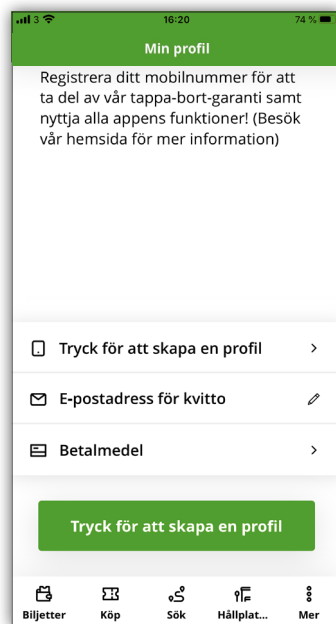 3 16:20 74 %
Min profil
Registrera ditt mobilnummer för att
ta del av vår tappa-bort-garanti samt
nyttja alla appens funktioner! (Besök
vår hemsida för mer information)
Tryck för att skapa en profil
E-postadress för kvitto
Betalmedel
Tryck för att skapa en profil
Biljetter Köp Sök Hållplat... Mer